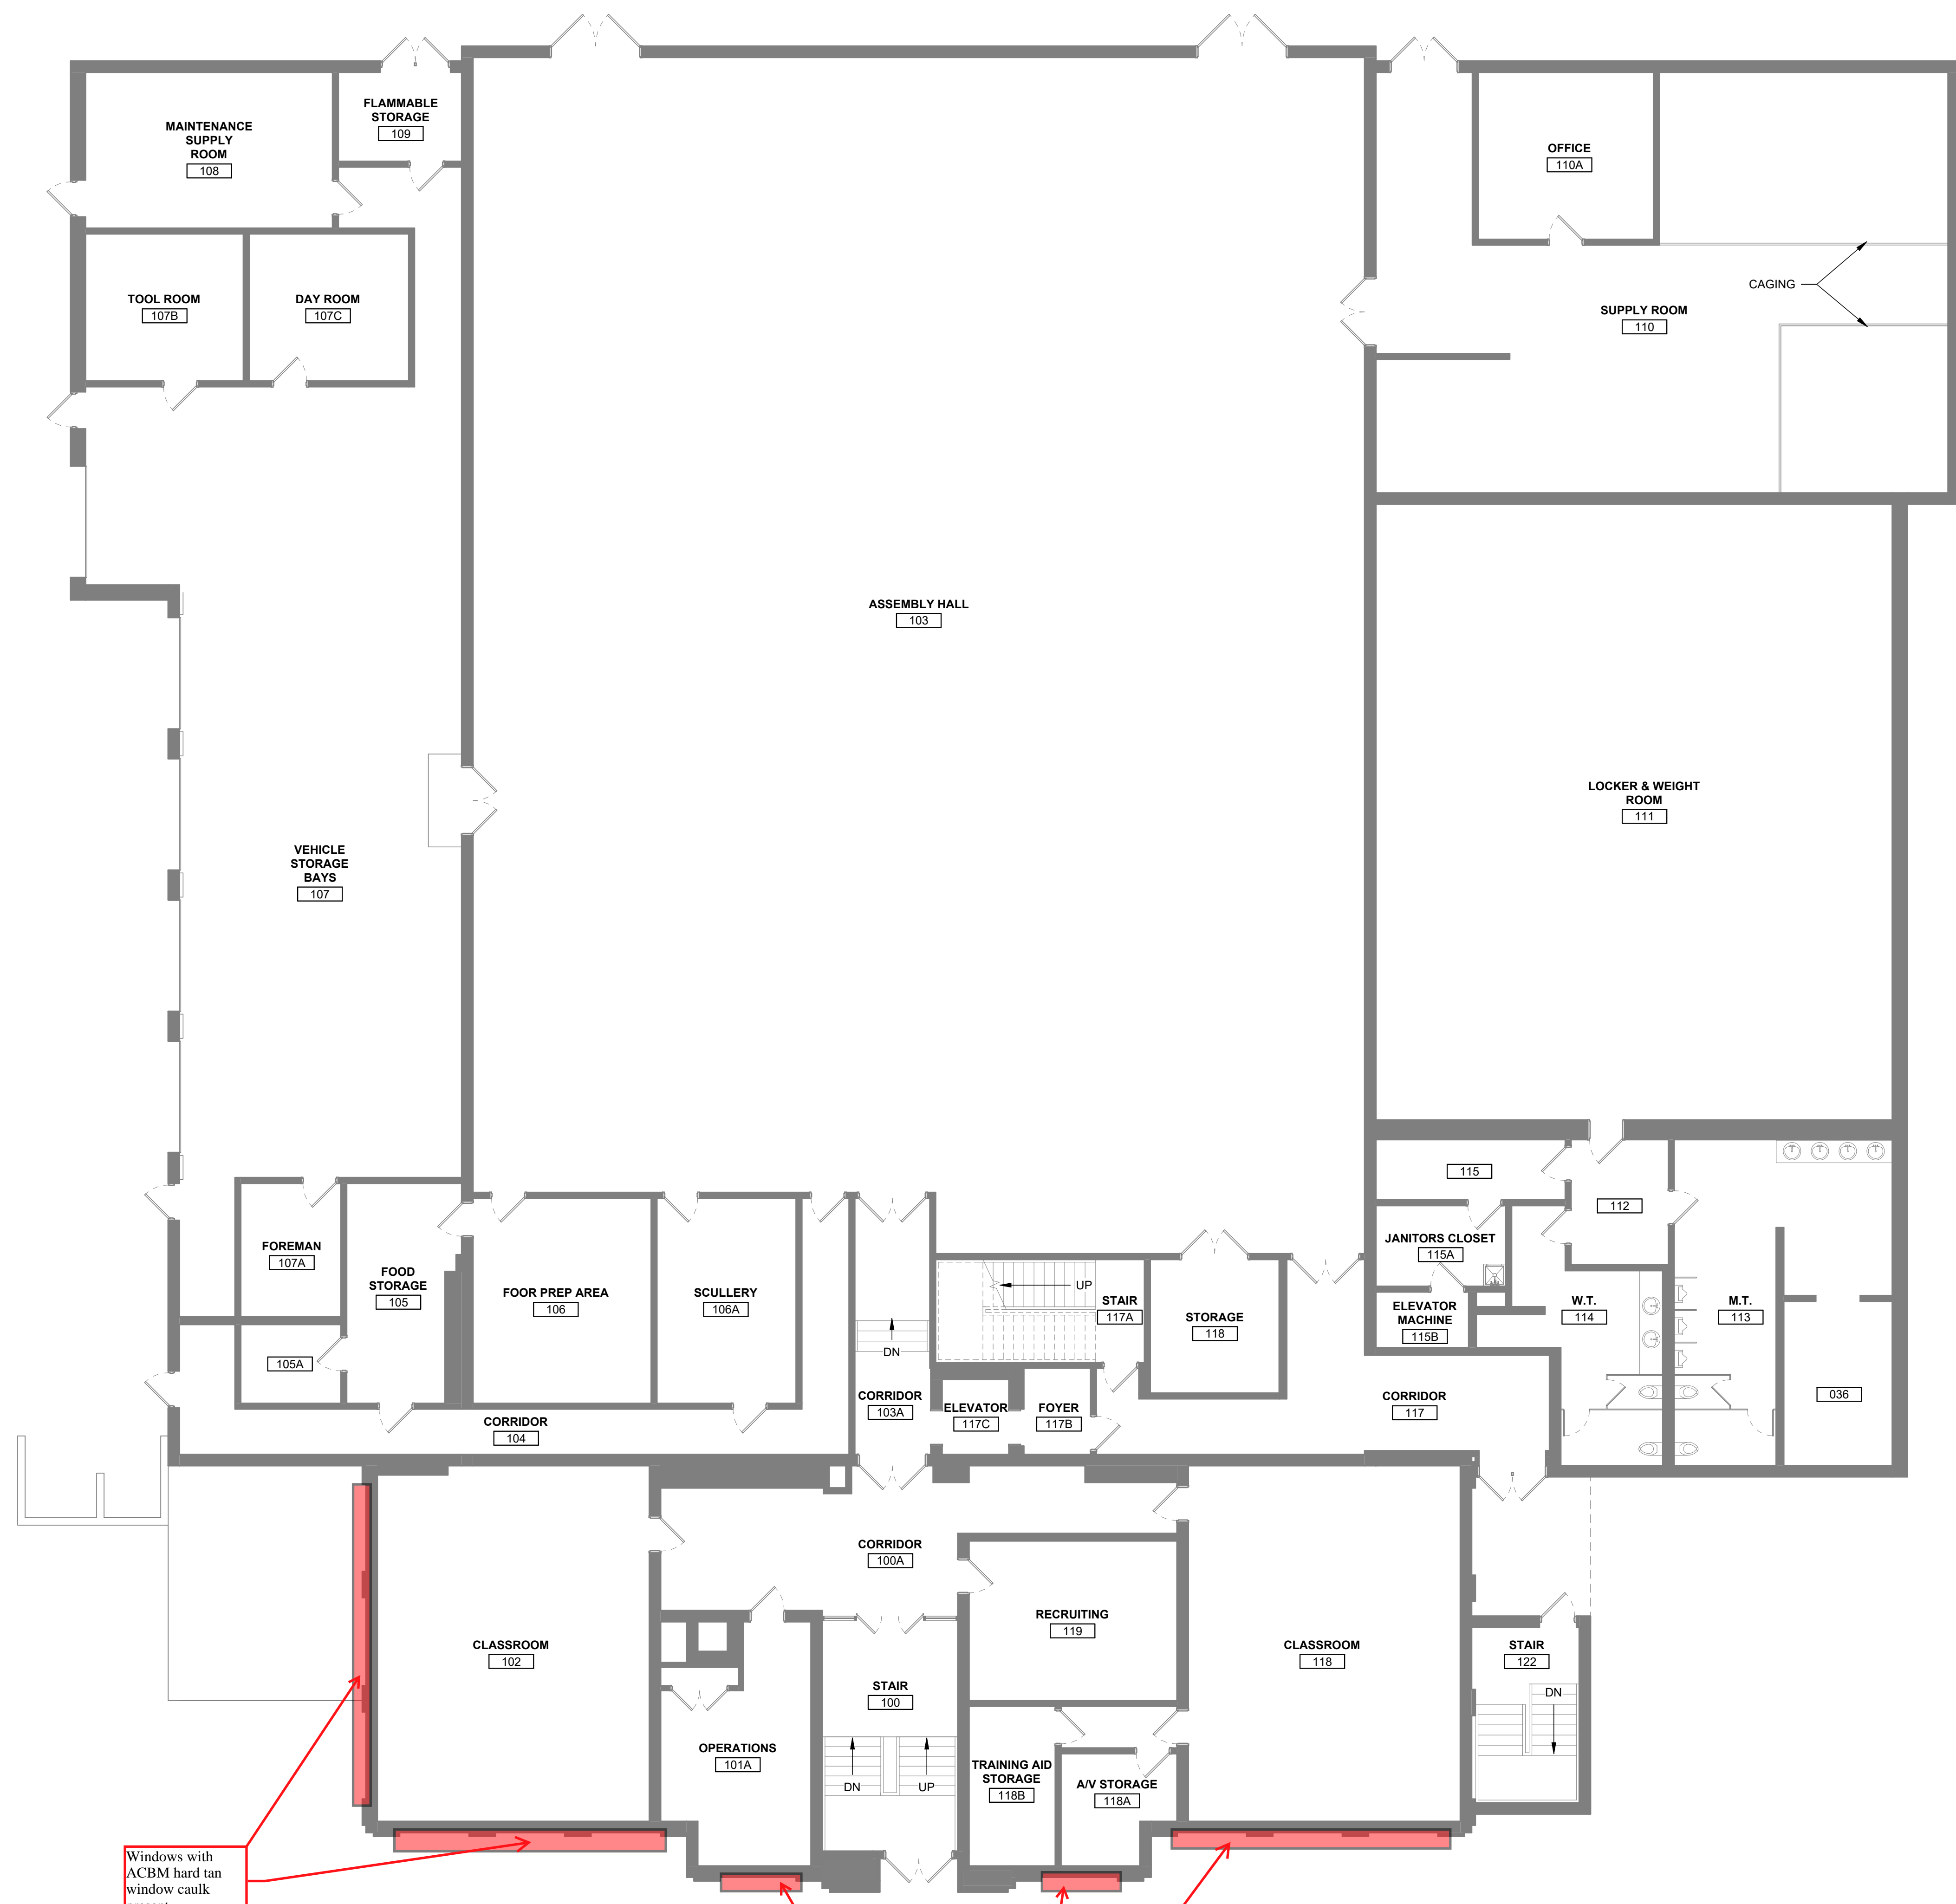 FLAMMABLE
STORAGE
109
MAINTENANCE
SUPPLY
ROOM
108
OFFICE
110A
TOOL ROOM
107B
DAY ROOM
107C
CAGING
SUPPLY ROOM
110
ASSEMBLY HALL
103
LOCKER & WEIGHT
ROOM
111
VEHICLE
STORAGE
BAYS
107
115
112
FOREMAN
107A
FOOD
STORAGE
105
FOOR PREP AREA
106
SCULLERY
106A
UP
STAIR
117A
STORAGE
118
JANITORS CLOSET
115A
ELEVATOR
MACHINE
115B
W.T.
114
M.T.
113
105A
DN
CORRIDOR
103A
ELEVATOR
117C
FOYER
117B
CORRIDOR
117
036
CORRIDOR
104
CORRIDOR
100A
RECRUITING
119
CLASSROOM
102
CLASSROOM
118
STAIR
122
DN
STAIR
100
OPERATIONS
101A
DN
UP
TRAINING AID
STORAGE
118B
A/V STORAGE
118A
Windows with
ACBM hard tan
window caulk